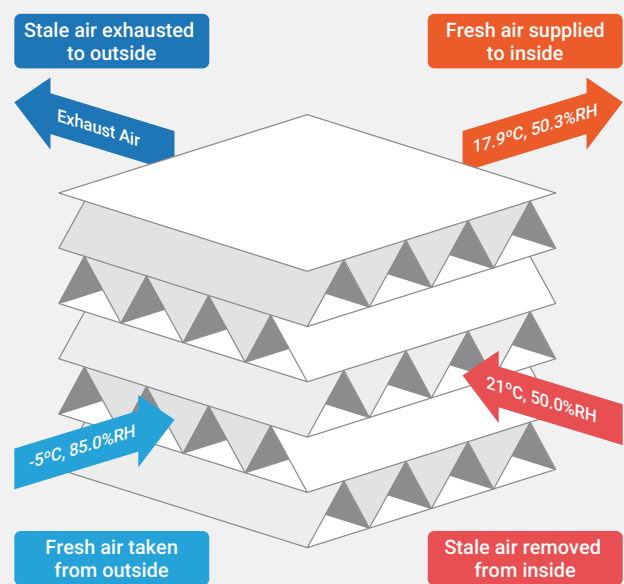 Stale air exhausted
to outside
Fresh air supplied
to inside
Exhaust Air
17.9ºC, 50.3%RH
-5ºC, 85.0%RH
21ºC, 50.0%RH
Fresh air taken
from outside
Stale air removed
from inside